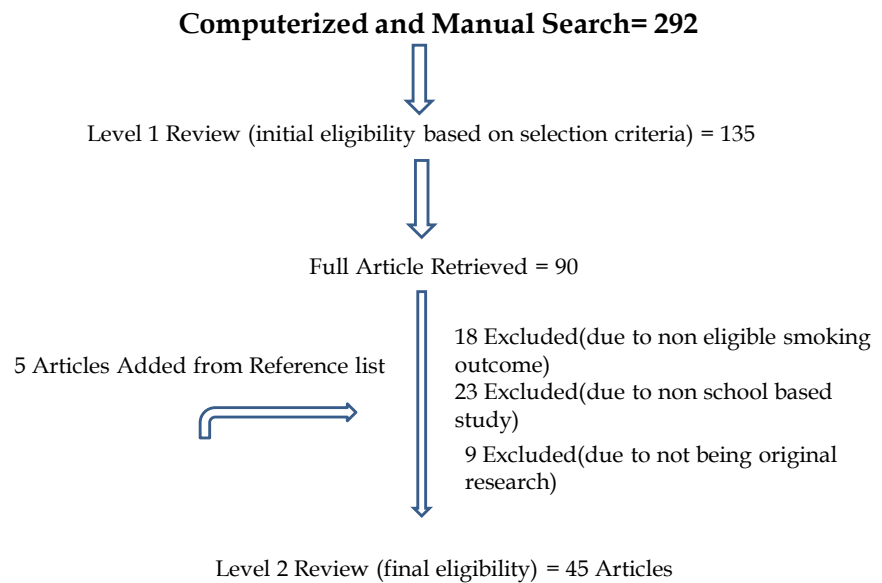 Computerized and Manual Search= 292
Level 1 Review (initial eligibility based on selection criteria) = 135
Full Article Retrieved = 90
5 Articles Added from Reference list
18 Excluded(due to non eligible smoking
outcome)
23 Excluded(due to non school based
study)
9 Excluded(due to not being original
research)
Level 2 Review (final eligibility) = 45 Articles